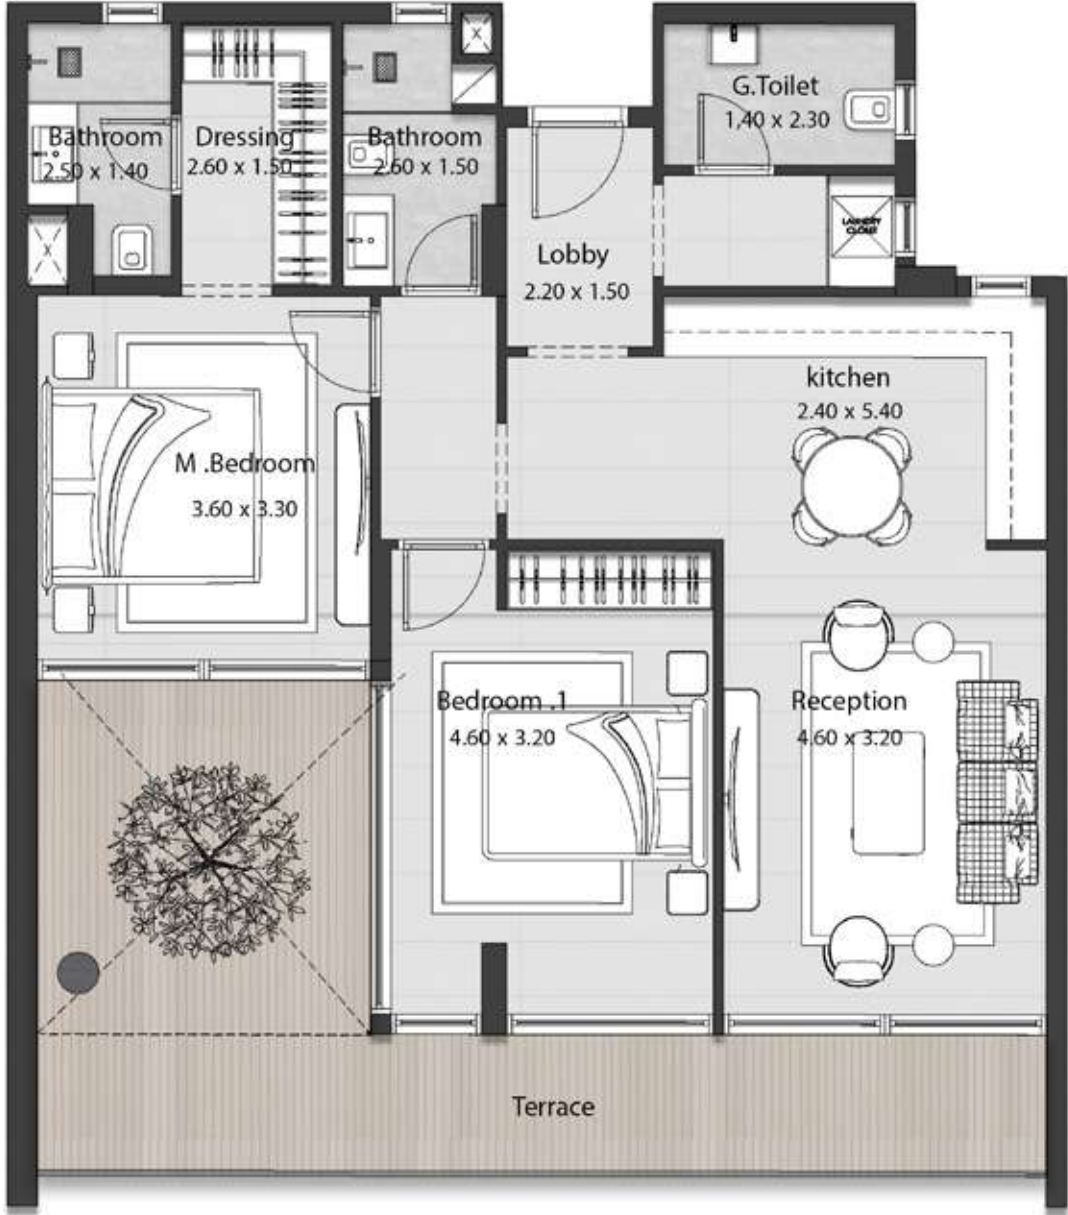 G.Toilet
1,40 x 2.30
Bathroom
2.50 x 1.40
Dressing
2.60 x 1.50
Bathroom
2.60 x 1.50
LAUNDRY
CLOSET
Lobby
2.20 x 1.50
kitchen
2.40 x 5.40
M .Bedroom
3.60 x 3.30
Bedroom .1
4.60 x 3.20
Reception
4.60 x 3.20
Terrace